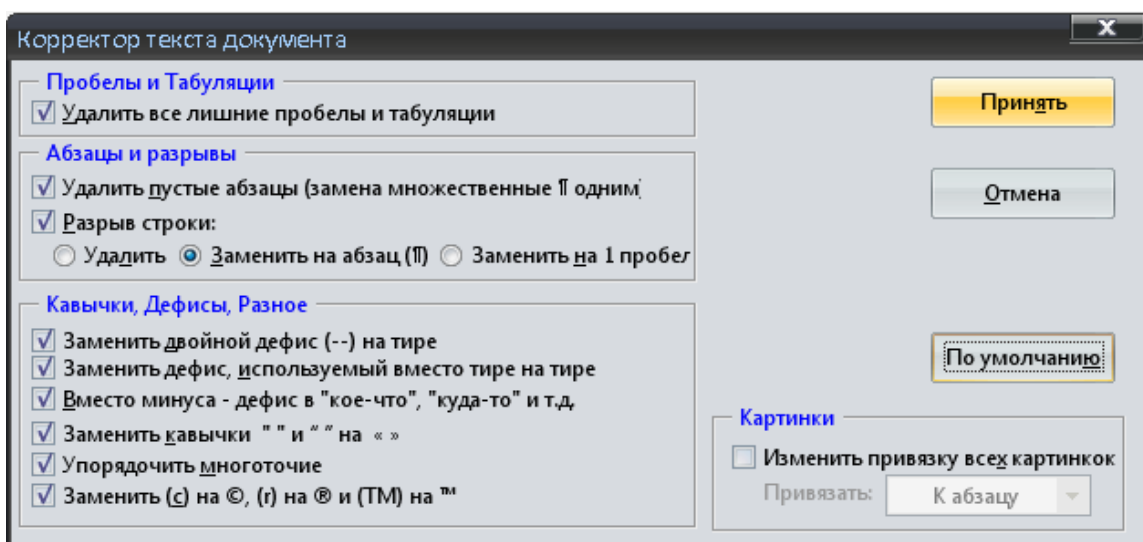 Корректор текста документа
x
Пробелы и Табуляции
Удалить все лишние пробелы и табуляции
Принять
Абзацы и разрывы
Удалить пустые абзацы (замена множественные ¶ одним)
Отмена
Разрыв строки:
Удалить Заменить на абзац (¶) Заменить на 1 пробел
Кавычки, Дефисы, Разное
Заменить двойной дефис (--) на тире
Заменить дефис, используемый вместо тире на тире
По умолчанию
Вместо минуса - дефис в "кое-что", "куда-то" и т.д.
Картинки
Заменить кавычки " " и “ ” на « »
Изменить привязку всех картинкок
Упорядочить многоточие
Привязать: К абзацу
Заменить (с) на ©, (r) на ® и (TM) на ™